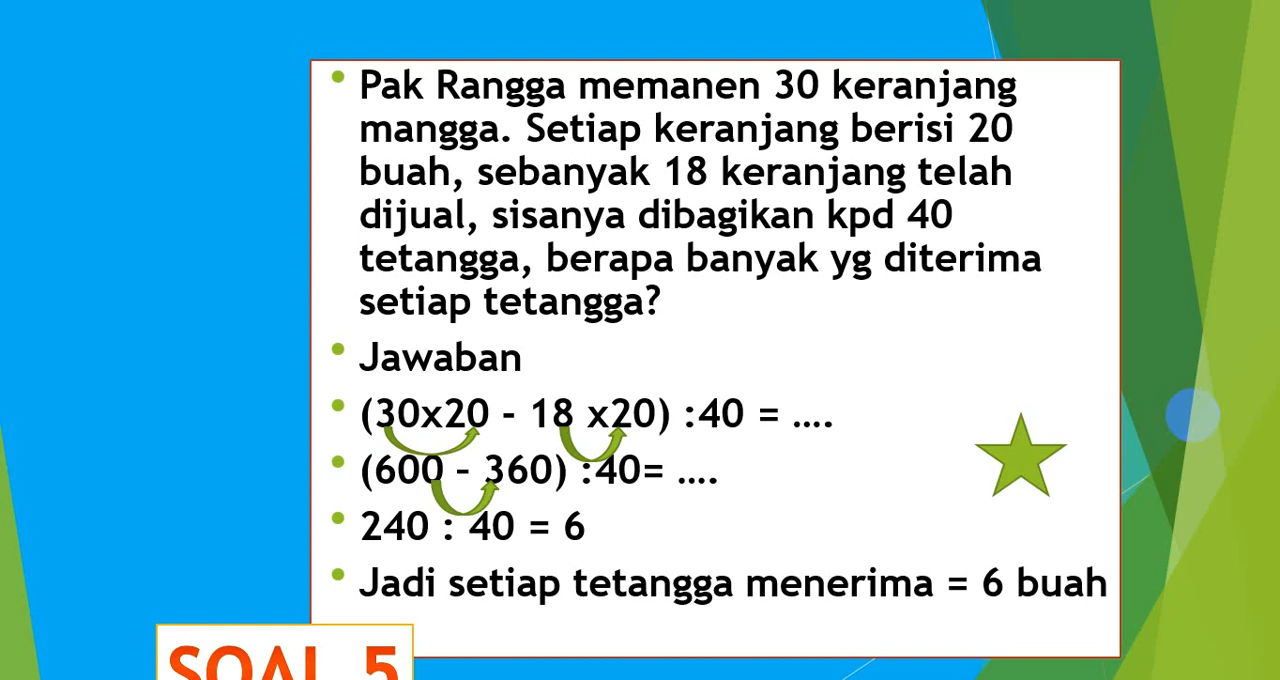 • Pak Rangga memanen 30 keranjang
mangga. Setiap keranjang berisi 20
buah, sebanyak 18 keranjang telah
dijual, sisanya dibagikan kpd 40
tetangga, berapa banyak yg diterima
setiap tetangga?
• Jawaban
• (30x20 - 18 x20) :40 = ....
• (600 – 360) :40= ....
• 240 : 40 = 6
• Jadi setiap tetangga menerima = 6 buah
SOAL 5